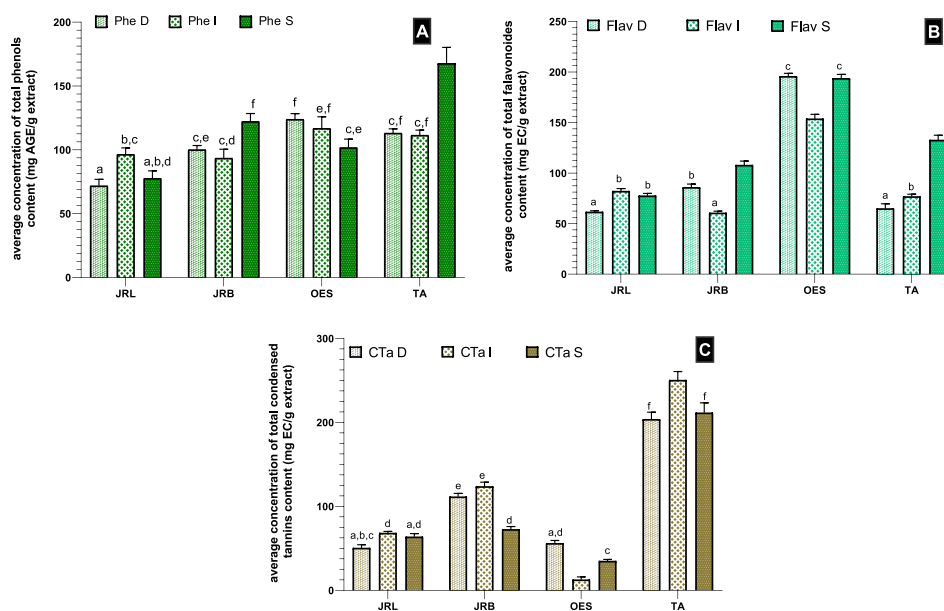 Phe D Phe I Phe S
A
average concentration of total phenols
content (mg AGE/g extract)
200
150
100
50
0
a b,c a,b,d c,e c,d f f e,f c,e c,f c,f
JRL JRB OES TA
Flav D Flav I Flav S
B
average concentration of total falavonoides
content (mg EC/g extract)
250
200
150
100
50
0
a b b a c c a b
JRL JRB OES TA
CTa D CTa I CTa S
C
average concentration of total condensed
tannins content (mg EC/g extract)
300
200
100
0
a,b,c d a,d e e d a,d c f f
JRL JRB OES TA